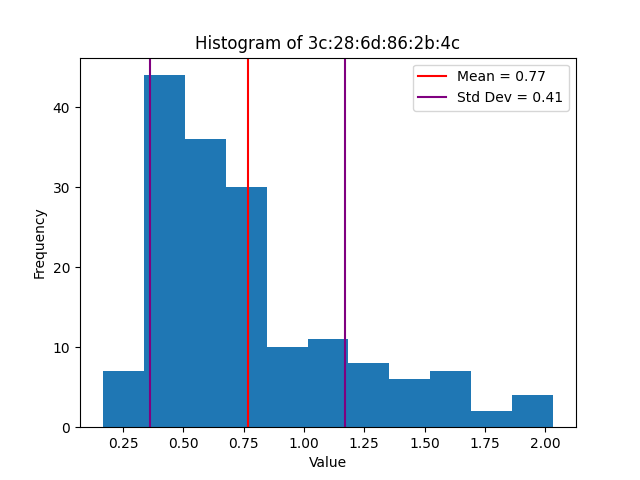 Histogram of 3c:28:6d:86:2b:4c
Mean = 0.77
Std Dev = 0.41
Frequency
40
30
20
10
0
0.25 0.50 0.75 1.00 1.25 1.50 1.75 2.00
Value